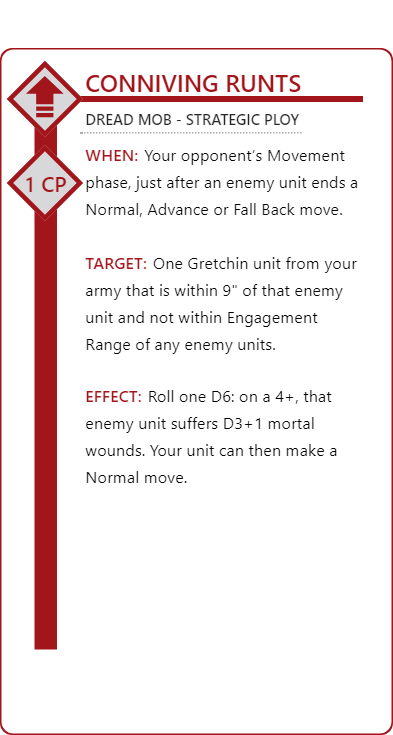 CONNIVING RUNTS
DREAD MOB - STRATEGIC PLOY
1 CP
WHEN: Your opponent’s Movement
phase, just after an enemy unit ends a
Normal, Advance or Fall Back move.
TARGET: One Gretchin unit from your
army that is within 9" of that enemy
unit and not within Engagement
Range of any enemy units.
EFFECT: Roll one D6: on a 4+, that
enemy unit suffers D3+1 mortal
wounds. Your unit can then make a
Normal move.